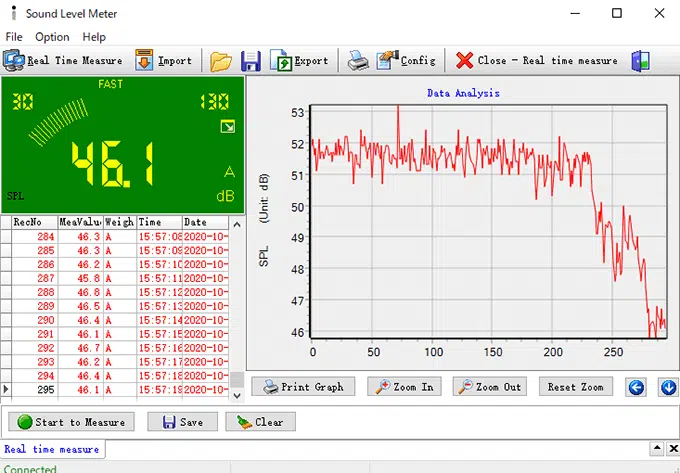 Sound Level Meter
File Option Help
Real Time Measure Import Export Config Close - Real time measure
FAST
30 130
46.1
A
SPL dB
RecNo MeaValu Weigh Time Date
284 46.3 A 15:57:08 2020-10-
285 46.3 A 15:57:09 2020-10-
286 46.2 A 15:57:10 2020-10-
287 45.8 A 15:57:11 2020-10-
288 46.8 A 15:57:12 2020-10-
289 46.5 A 15:57:13 2020-10-
290 46.4 A 15:57:14 2020-10-
291 46.1 A 15:57:15 2020-10-
292 46.7 A 15:57:16 2020-10-
293 46.2 A 15:57:17 2020-10-
294 46.4 A 15:57:18 2020-10-
295 46.1 A 15:57:19 2020-10-
Data Analysis
SPL (Unit: dB)
53
52
51
50
49
48
47
46
0 50 100 150 200 250
Print Graph Zoom In Zoom Out Reset Zoom
Start to Measure Save Clear
Real time measure
Connected